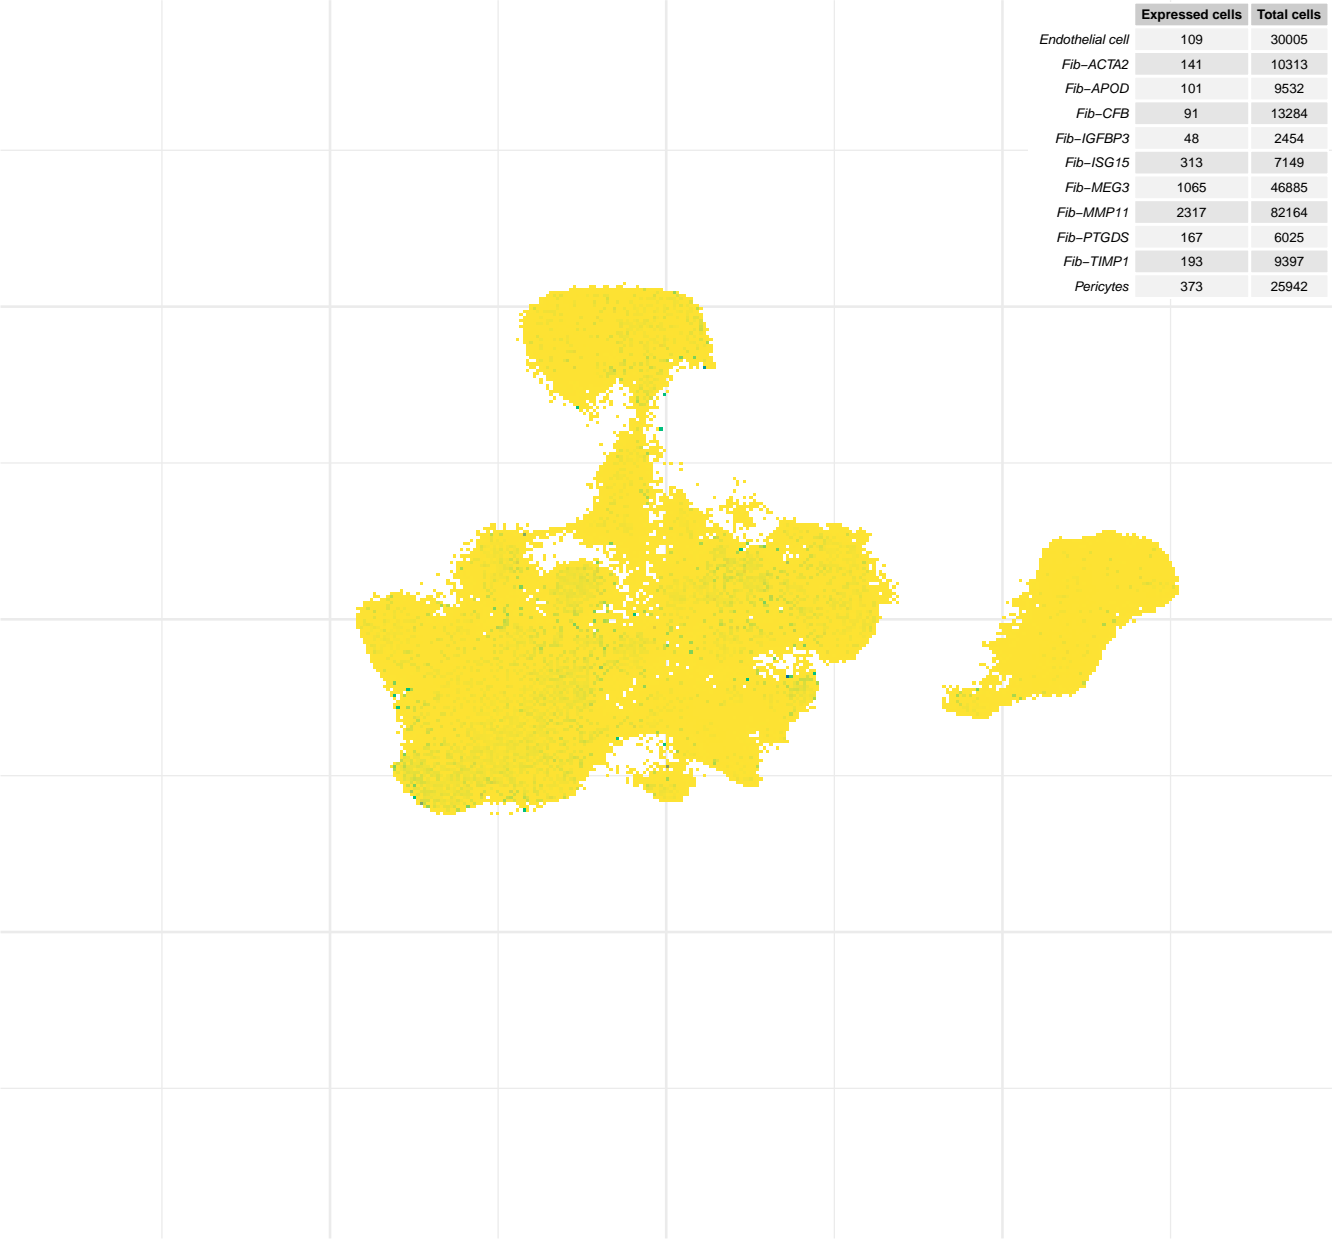 Expressed cells Total cells
Endothelial cell 109 30005
Fib−ACTA2 141 10313
Fib−APOD 101 9532
Fib−CFB 91 13284
Fib−IGFBP3 48 2454
Fib−ISG15 313 7149
Fib−MEG3 1065 46885
Fib−MMP11 2317 82164
Fib−PTGDS 167 6025
Fib−TIMP1 193 9397
Pericytes 373 25942